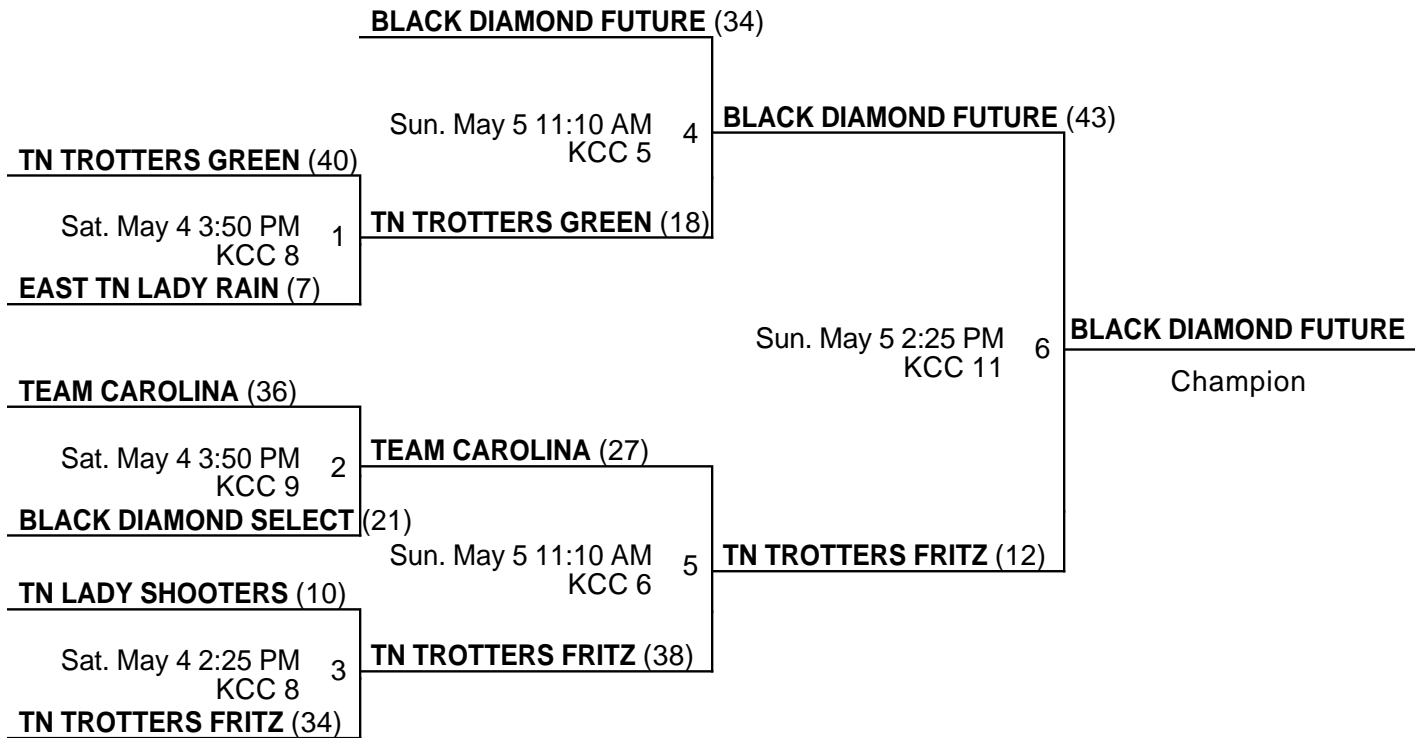 BLACK DIAMOND FUTURE (34)
Sun. May 5 11:10 AM 4
KCC 5
BLACK DIAMOND FUTURE (43)
TN TROTTERS GREEN (40)
Sat. May 4 3:50 PM 1
KCC 8
TN TROTTERS GREEN (18)
EAST TN LADY RAIN (7)
Sun. May 5 2:25 PM 6
KCC 11
BLACK DIAMOND FUTURE
Champion
TEAM CAROLINA (36)
Sat. May 4 3:50 PM 2
KCC 9
TEAM CAROLINA (27)
BLACK DIAMOND SELECT (21)
Sun. May 5 11:10 AM 5
KCC 6
TN TROTTERS FRITZ (12)
TN LADY SHOOTERS (10)
Sat. May 4 2:25 PM 3
KCC 8
TN TROTTERS FRITZ (38)
TN TROTTERS FRITZ (34)